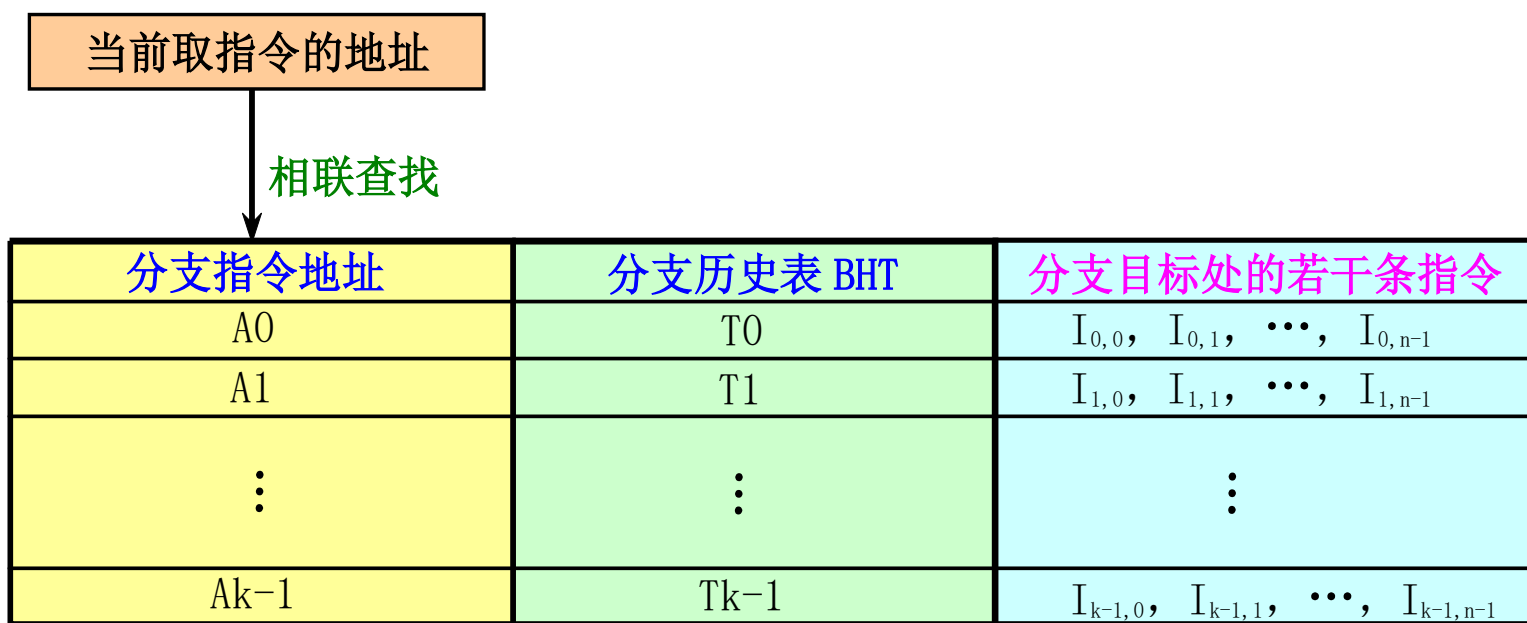 当前取指令的地址
相联查找
分支指令地址 分支历史表 BHT 分支目标处的若干条指令
A0 T0 I0,0, I0,1, …, I0,n-1
A1 T1 I1,0, I1,1, …, I1,n-1
⋮ ⋮ ⋮
Ak-1 Tk-1 Ik-1,0, Ik-1,1, …, Ik-1,n-1